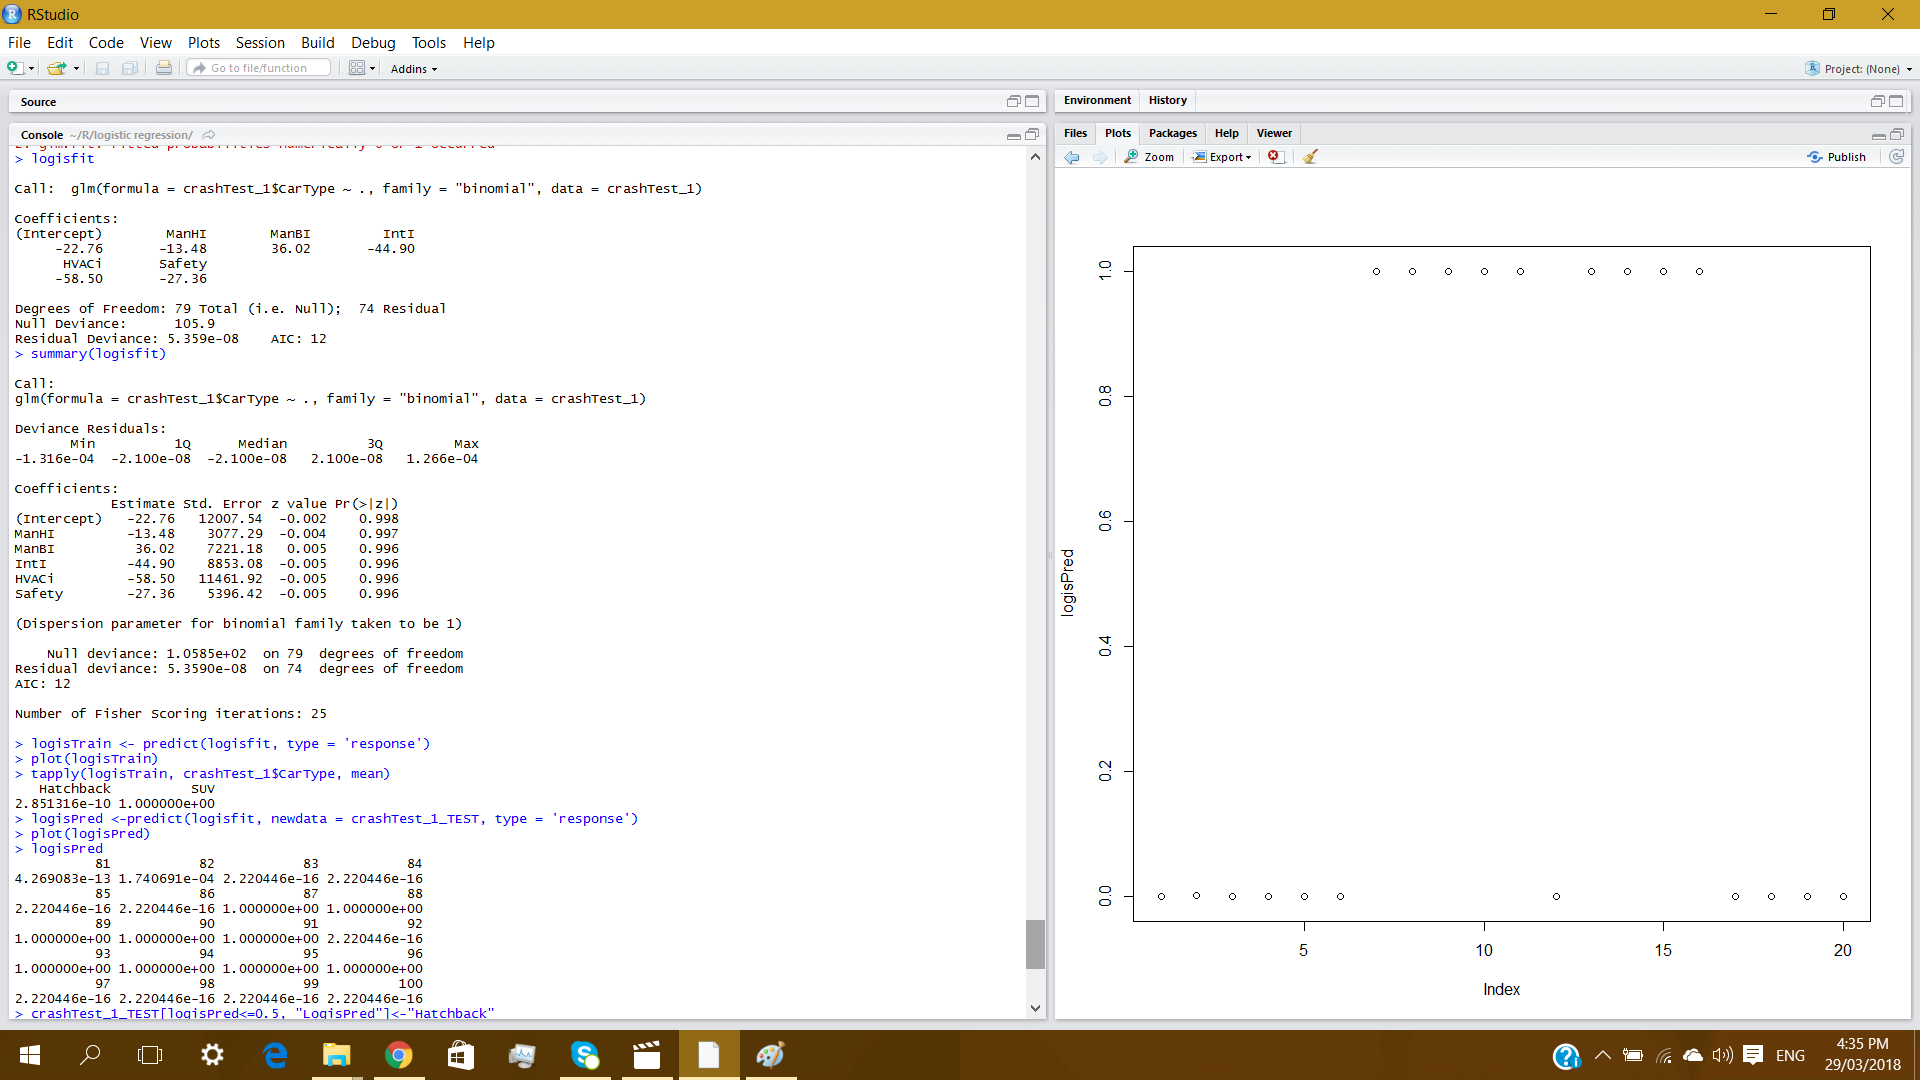 RStudio
File Edit Code View Plots Session Build Debug Tools Help
Go to file/function Addins Project: (None)
Source
Console ~/R/logistic regression/
2: glm.fit: fitted probabilities numerically 0 or 1 occurred
> logisfit
Call:  glm(formula = crashTest_1$CarType ~ ., family = "binomial", data = crashTest_1)
Coefficients:
(Intercept)        ManHI        ManBI         IntI
     -22.76       -13.48        36.02       -44.90
      HVACi       Safety
     -58.50       -27.36
Degrees of Freedom: 79 Total (i.e. Null);  74 Residual
Null Deviance:      105.9
Residual Deviance: 5.359e-08    AIC: 12
> summary(logisfit)
Call:
glm(formula = crashTest_1$CarType ~ ., family = "binomial", data = crashTest_1)
Deviance Residuals:
       Min          1Q      Median          3Q         Max
-1.316e-04  -2.100e-08  -2.100e-08   2.100e-08   1.266e-04
Coefficients:
            Estimate Std. Error z value Pr(>|z|)
(Intercept)   -22.76   12007.54  -0.002    0.998
ManHI         -13.48    3077.29  -0.004    0.997
ManBI          36.02    7221.18   0.005    0.996
IntI          -44.90    8853.08  -0.005    0.996
HVACi         -58.50   11461.92  -0.005    0.996
Safety        -27.36    5396.42  -0.005    0.996
(Dispersion parameter for binomial family taken to be 1)
    Null deviance: 1.0585e+02  on 79  degrees of freedom
Residual deviance: 5.3590e-08  on 74  degrees of freedom
AIC: 12
Number of Fisher Scoring iterations: 25
> logisTrain <- predict(logisfit, type = 'response')
> plot(logisTrain)
> tapply(logisTrain, crashTest_1$CarType, mean)
   Hatchback          SUV
2.851316e-10 1.000000e+00
> logisPred <-predict(logisfit, newdata = crashTest_1_TEST, type = 'response')
> plot(logisPred)
> logisPred
          81           82           83           84
4.269083e-13 1.740691e-04 2.220446e-16 2.220446e-16
          85           86           87           88
2.220446e-16 2.220446e-16 1.000000e+00 1.000000e+00
          89           90           91           92
1.000000e+00 1.000000e+00 1.000000e+00 2.220446e-16
          93           94           95           96
1.000000e+00 1.000000e+00 1.000000e+00 1.000000e+00
          97           98           99          100
2.220446e-16 2.220446e-16 2.220446e-16 2.220446e-16
> crashTest_1_TEST[logisPred<=0.5, "LogisPred"]<-"Hatchback"
Environment History
Files Plots Packages Help Viewer
Zoom Export Publish
1.0
0.8
0.6
0.4
0.2
0.0
logisPred
5 10 15 20
Index
ENG
4:35 PM
29/03/2018